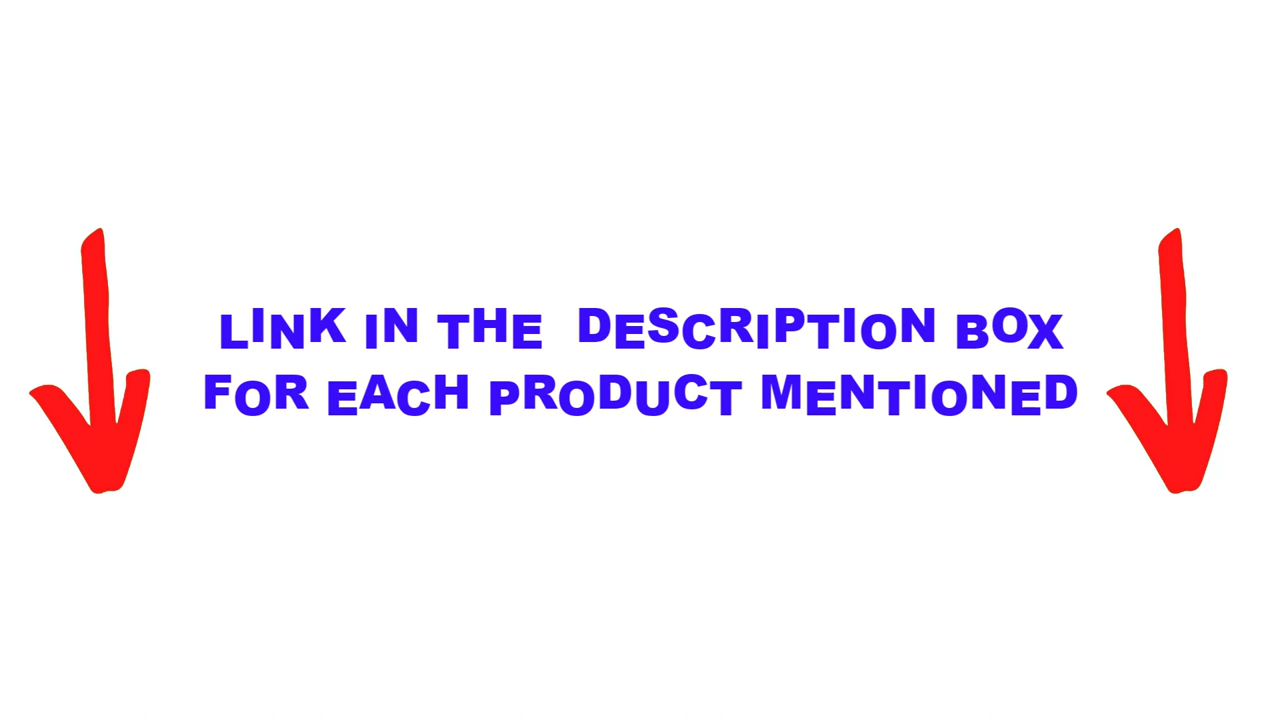 LINK IN THE DESCRIPTION BOX
FOR EACH PRODUCT MENTIONED